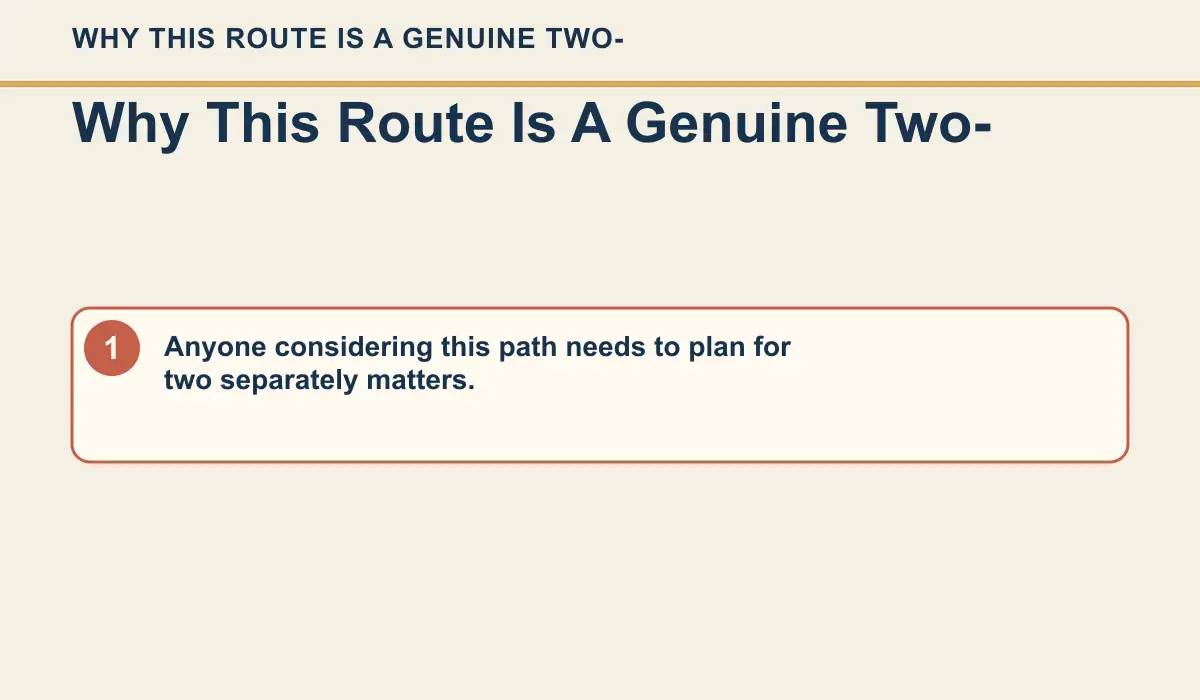 WHY THIS ROUTE IS A GENUINE TWO-
Why This Route Is A Genuine Two-
1
Anyone considering this path needs to plan for
two separately matters.